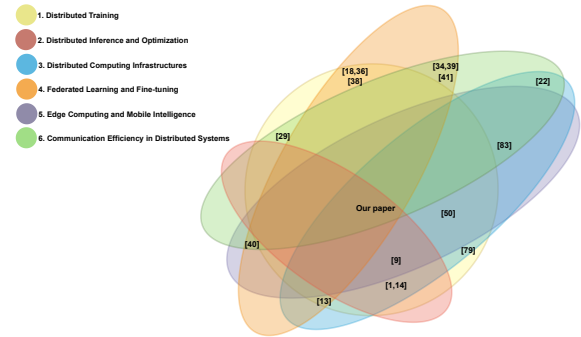 1. Distributed Training
2. Distributed Inference and Optimization
3. Distributed Computing Infrastructures
4. Federated Learning and Fine-tuning
5. Edge Computing and Mobile Intelligence
6. Communication Efficiency in Distributed Systems
[18,36]
[38]
[34,39]
[41]
[22]
[29]
[83]
Our paper
[50]
[40]
[79]
[9]
[1,14]
[13]